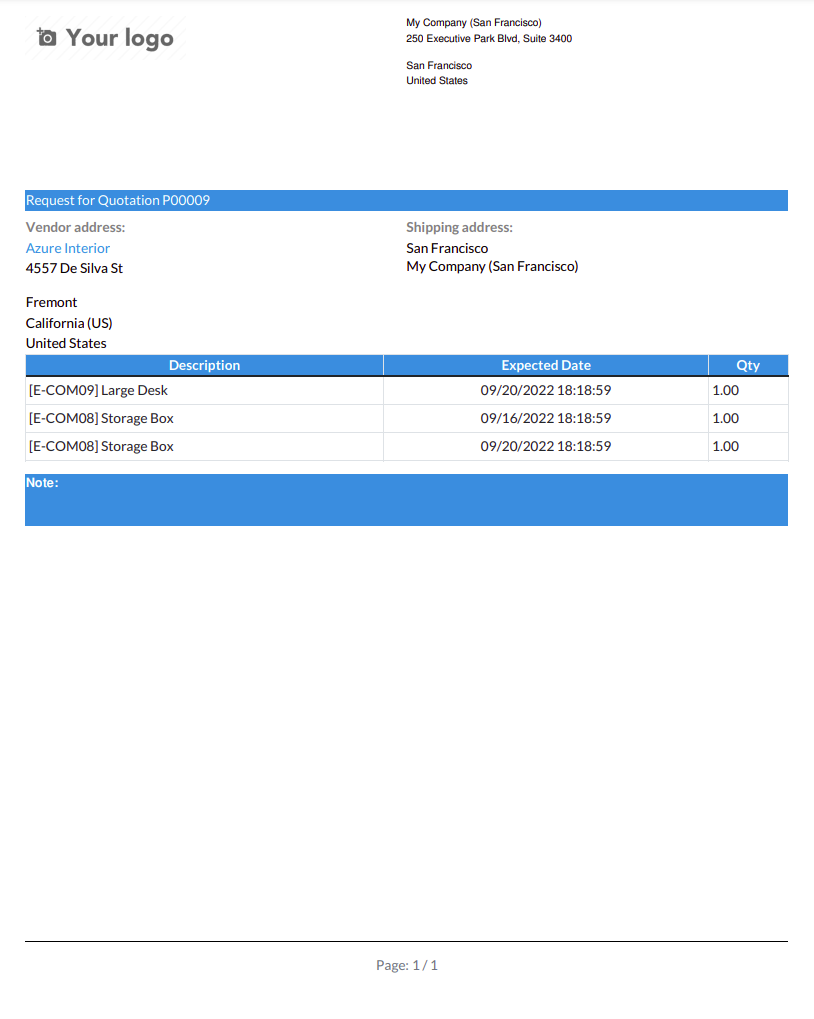 Your logo
My Company (San Francisco)
250 Executive Park Blvd, Suite 3400
San Francisco
United States
Request for Quotation P00009
Vendor address:
Azure Interior
4557 De Silva St
Fremont
California (US)
United States
Shipping address:
San Francisco
My Company (San Francisco)
Description Expected Date Qty
[E-COM09] Large Desk 09/20/2022 18:18:59 1.00
[E-COM08] Storage Box 09/16/2022 18:18:59 1.00
[E-COM08] Storage Box 09/20/2022 18:18:59 1.00
Note:
Page: 1 / 1